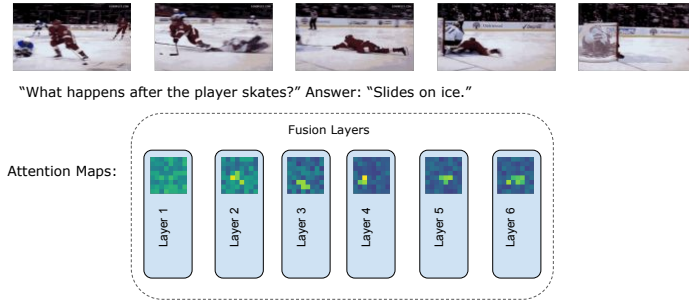 “What happens after the player skates?” Answer: “Slides on ice.”
Fusion Layers
Attention Maps:
Layer 1
Layer 2
Layer 3
Layer 4
Layer 5
Layer 6